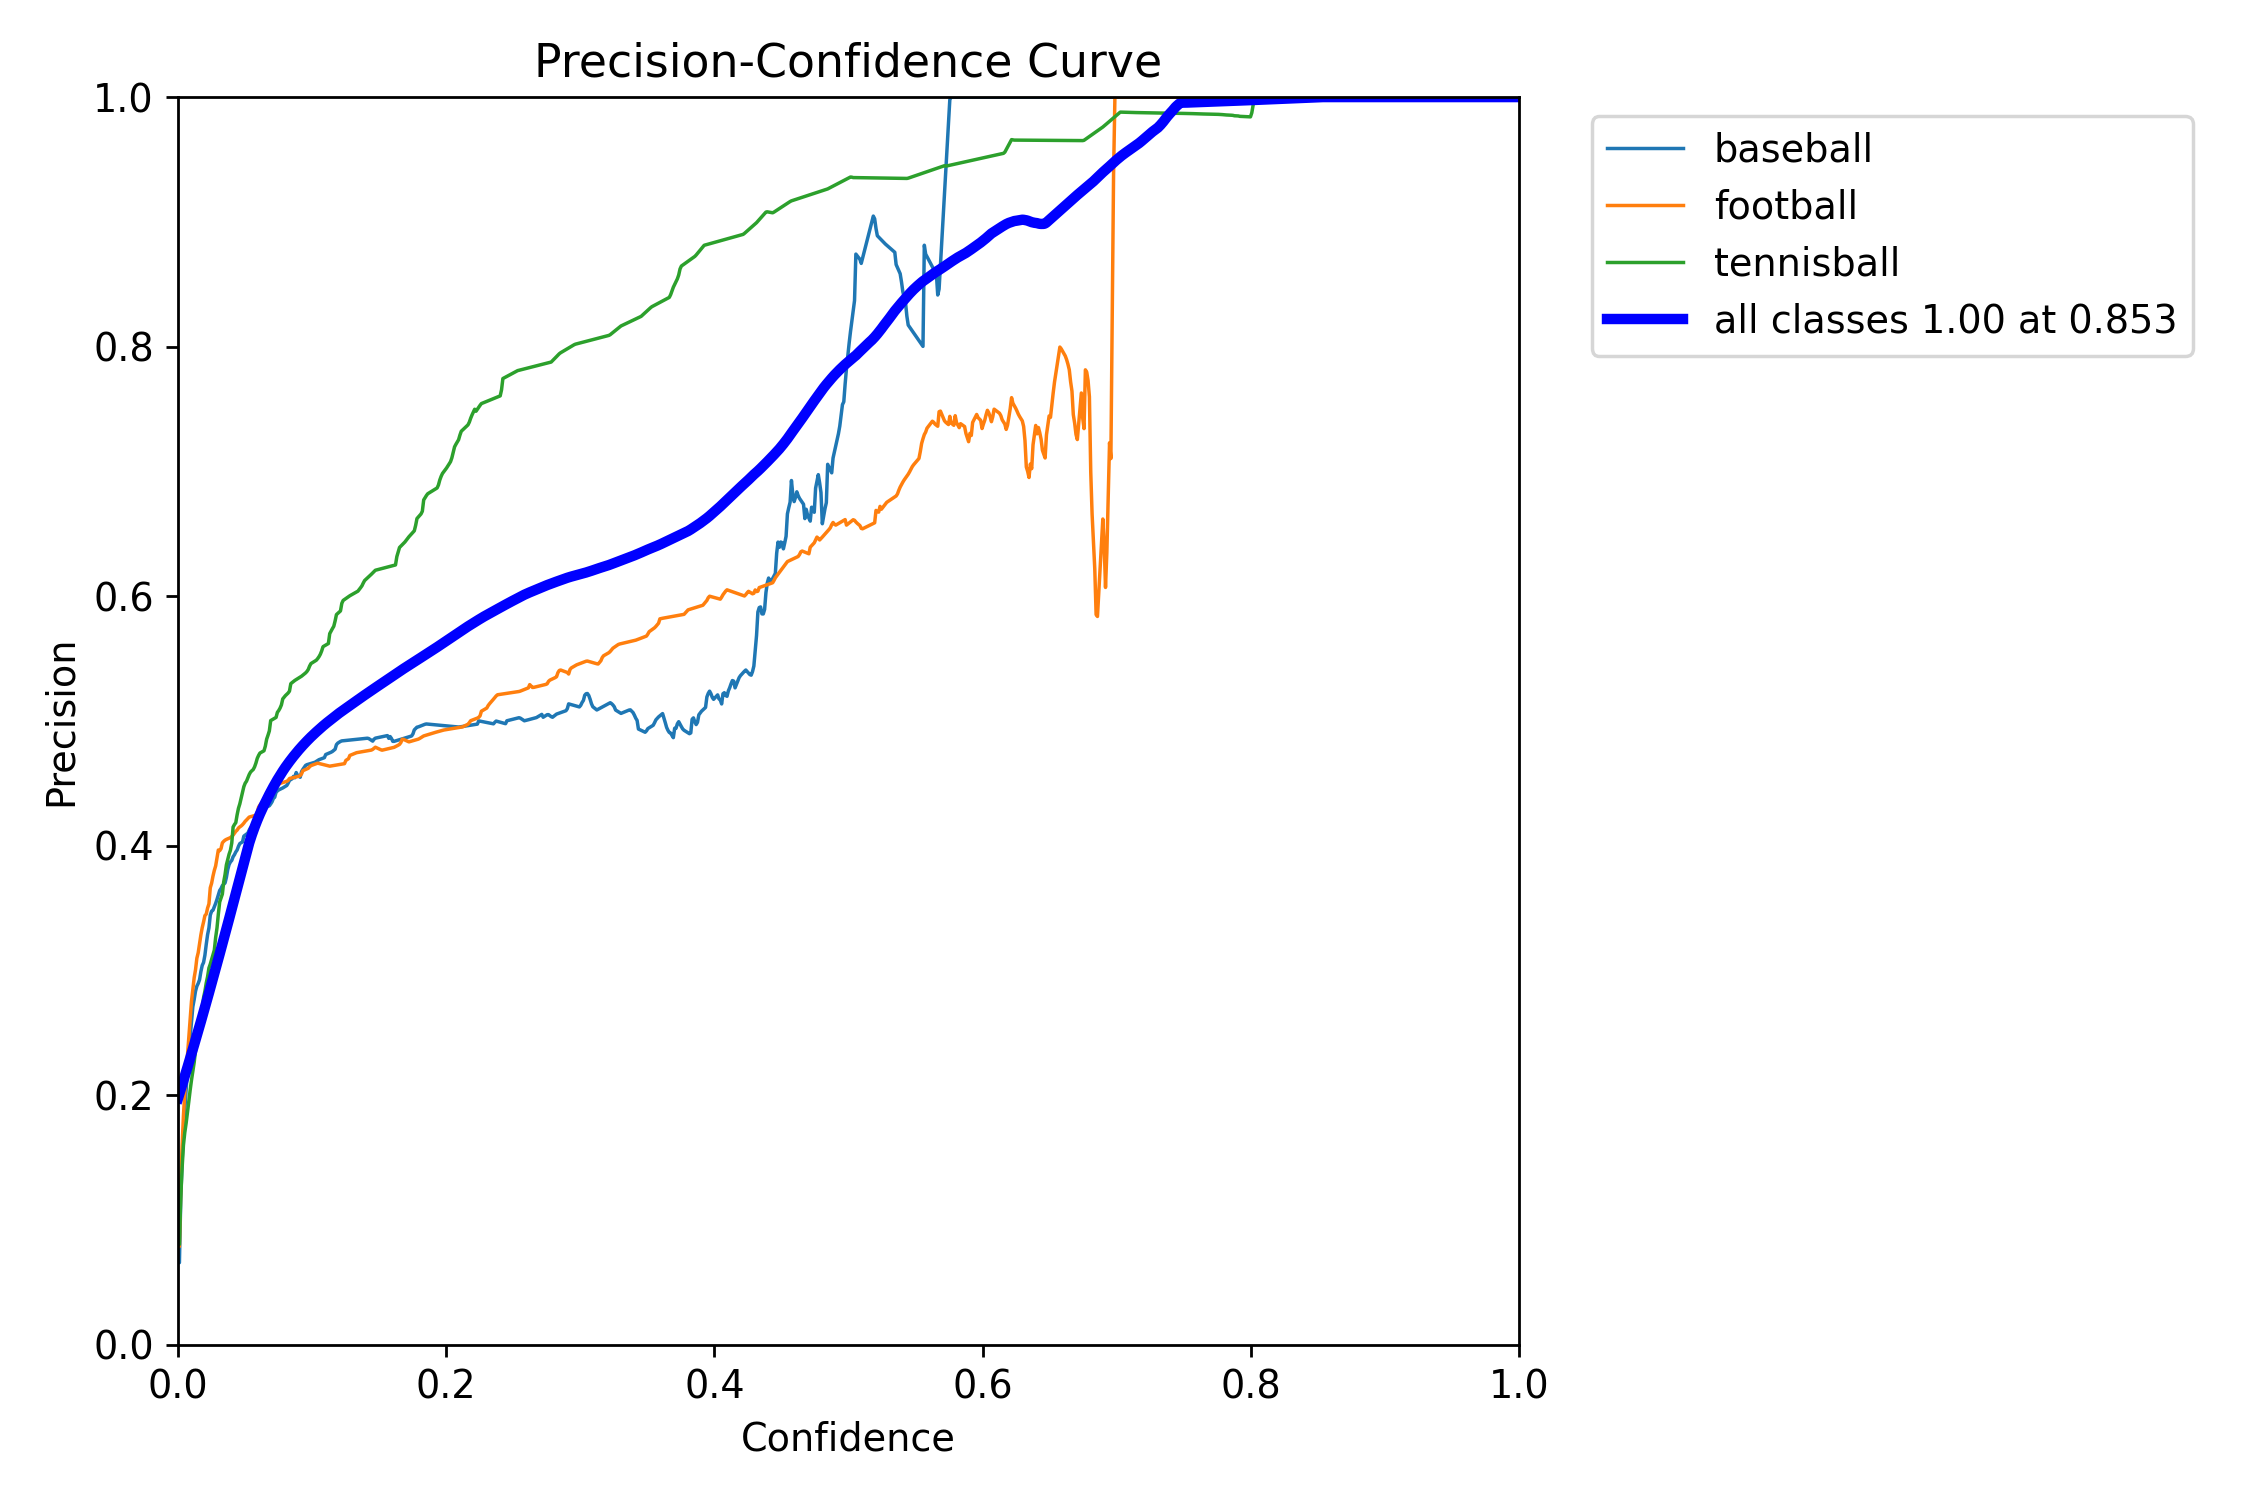 Precision-Confidence Curve
1.0
0.8
0.6
0.4
0.2
0.0
Precision
0.0 0.2 0.4 0.6 0.8 1.0
Confidence
baseball
football
tennisball
all classes 1.00 at 0.853